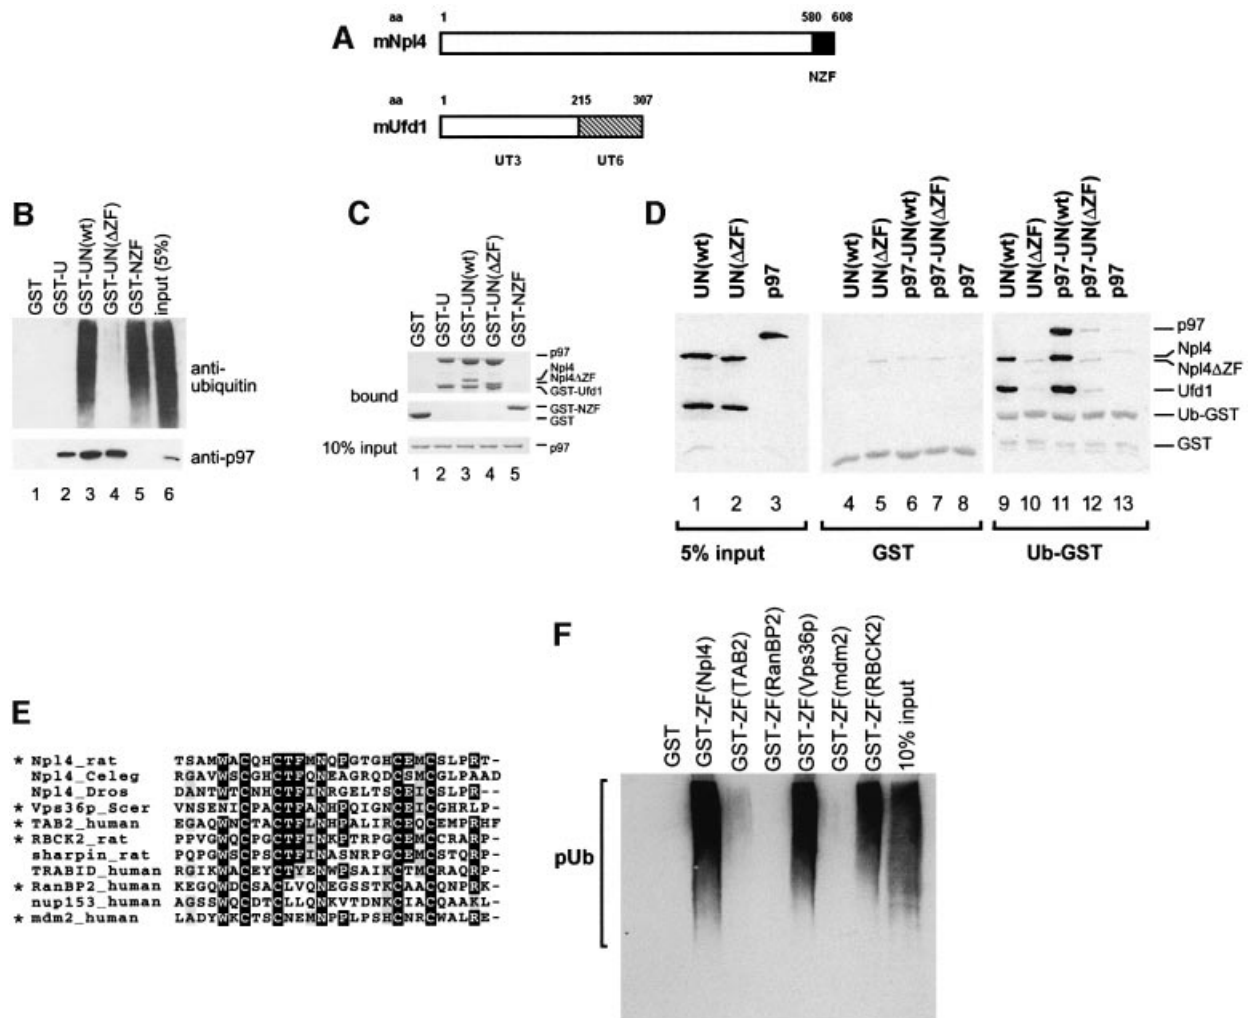 A
aa 1 580 608
mNpl4
NZF
aa 1 215 307
mUfd1
UT3 UT6
B
GST
GST-U
GST-UN(wt)
GST-UN(ΔZF)
GST-NZF
input (5%)
anti-
ubiquitin
anti-p97
1 2 3 4 5 6
C
GST
GST-U
GST-UN(wt)
GST-UN(ΔZF)
GST-NZF
p97
Npl4
Npl4ΔZF
GST-Ufd1
bound
GST-NZF
GST
10% input
p97
1 2 3 4 5
D
UN(wt)
UN(ΔZF)
p97
UN(wt)
UN(ΔZF)
p97-UN(wt)
p97-UN(ΔZF)
p97
UN(wt)
UN(ΔZF)
p97-UN(wt)
p97-UN(ΔZF)
p97
p97
Npl4
Npl4ΔZF
Ufd1
Ub-GST
GST
1 2 3 4 5 6 7 8 9 10 11 12 13
5% input GST Ub-GST
E
* Npl4_rat TSAMWACQHCTFMNQPGTGHCEMCSLPRT-
Npl4_Celeg RGAVWSCGHCTFQNEAGRQDCSMCGLPAAD
Npl4_Dros DANTWTCNHCTFINRGELTSCEICSLPR--
* Vps36p_Scer VNSENICPACTFANHPQIGNCEICGHRLP-
* TAB2_human EGAQWNCTACTFLNHPALIRCEQCEMPRHF
* RBCK2_rat PPVGWQCPGCTFINKPTRPGCEMCCRARP-
sharpin_rat PQPGWSCPSCTFINASNRPGCEMCSTQRP-
TRABID_human RGIKWACEYCTYENWPSAIKCTMCRAQRP-
* RanBP2_human KEGQWDCSACLVQNEGSSTKCAACQNPRK-
nup153_human AGSSWQCDTCLLQNKVTDNKCIACQAAKL-
* mdm2_human LADYWKCTSCNEMNPPLPSHCNRCWALRE-
F
GST
GST-ZF(Npl4)
GST-ZF(TAB2)
GST-ZF(RanBP2)
GST-ZF(Vps36p)
GST-ZF(mdm2)
GST-ZF(RBCK2)
10% input
pUb